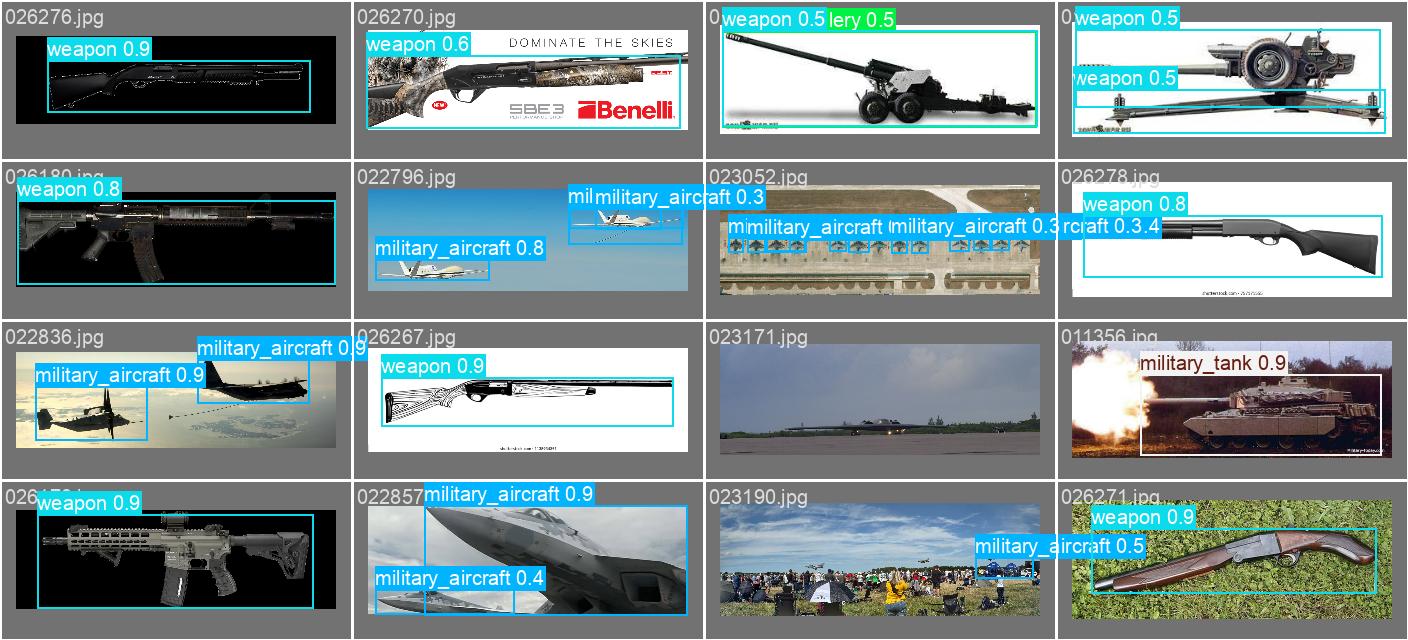 026276.jpg
weapon 0.9
026270.jpg
weapon 0.6
DOMINATE THE SKIES
BEST
NEW
SBE3
PERFORMANCE SHOP
Benelli
weapon 0.5
lery 0.5
weapon 0.5
weapon 0.5
026180.jpg
weapon 0.8
022796.jpg
mil
military_aircraft 0.3
military_aircraft 0.8
023052.jpg
military_aircraft
military_aircraft 0.3
rcraft 0.3.4
026278.jpg
weapon 0.8
022836.jpg
military_aircraft 0.9
military_aircraft 0.9
026267.jpg
weapon 0.9
023171.jpg
011356.jpg
military_tank 0.9
weapon 0.9
022857
military_aircraft 0.9
military_aircraft 0.4
023190.jpg
military_aircraft 0.5
026271.jpg
weapon 0.9